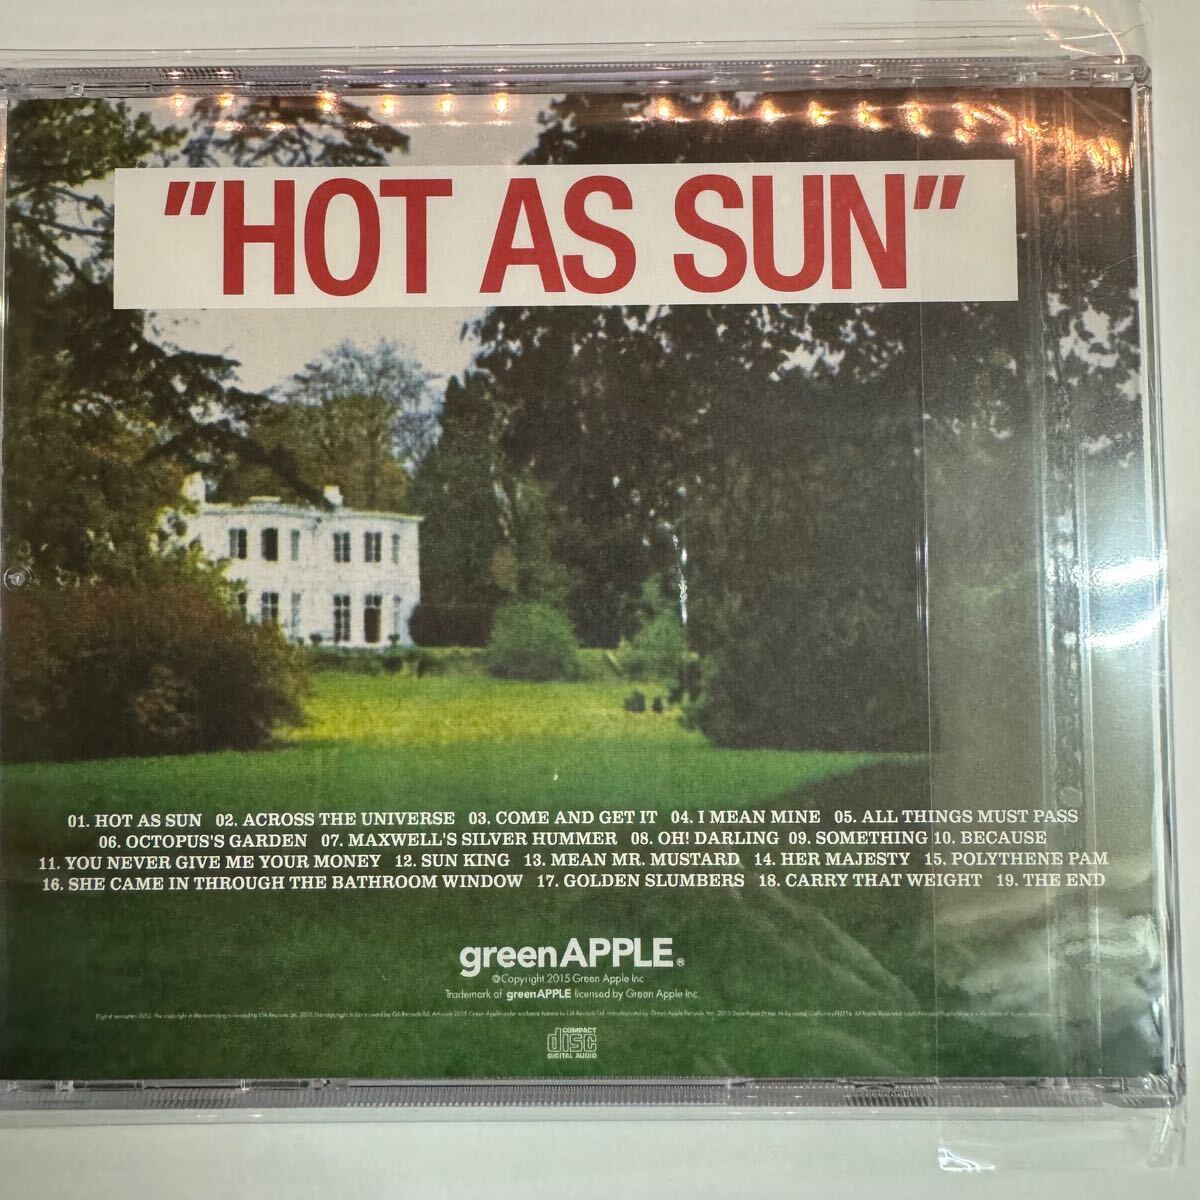 "HOT AS SUN"
01. HOT AS SUN 02. ACROSS THE UNIVERSE 03. COME AND GET IT 04. I MEAN MINE 05. ALL THINGS MUST PASS
06. OCTOPUS'S GARDEN 07. MAXWELL'S SILVER HUMMER 08. OH! DARLING 09. SOMETHING 10. BECAUSE
11. YOU NEVER GIVE ME YOUR MONEY 12. SUN KING 13. MEAN MR. MUSTARD 14. HER MAJESTY 15. POLYTHENE PAM
16. SHE CAME IN THROUGH THE BATHROOM WINDOW 17. GOLDEN SLUMBERS 18. CARRY THAT WEIGHT 19. THE END
greenAPPLE®
©Copyright 2015 Green Apple Inc
Trademark of greenAPPLE licensed by Green Apple Inc.
COMPACT
disc
DIGITAL AUDIO